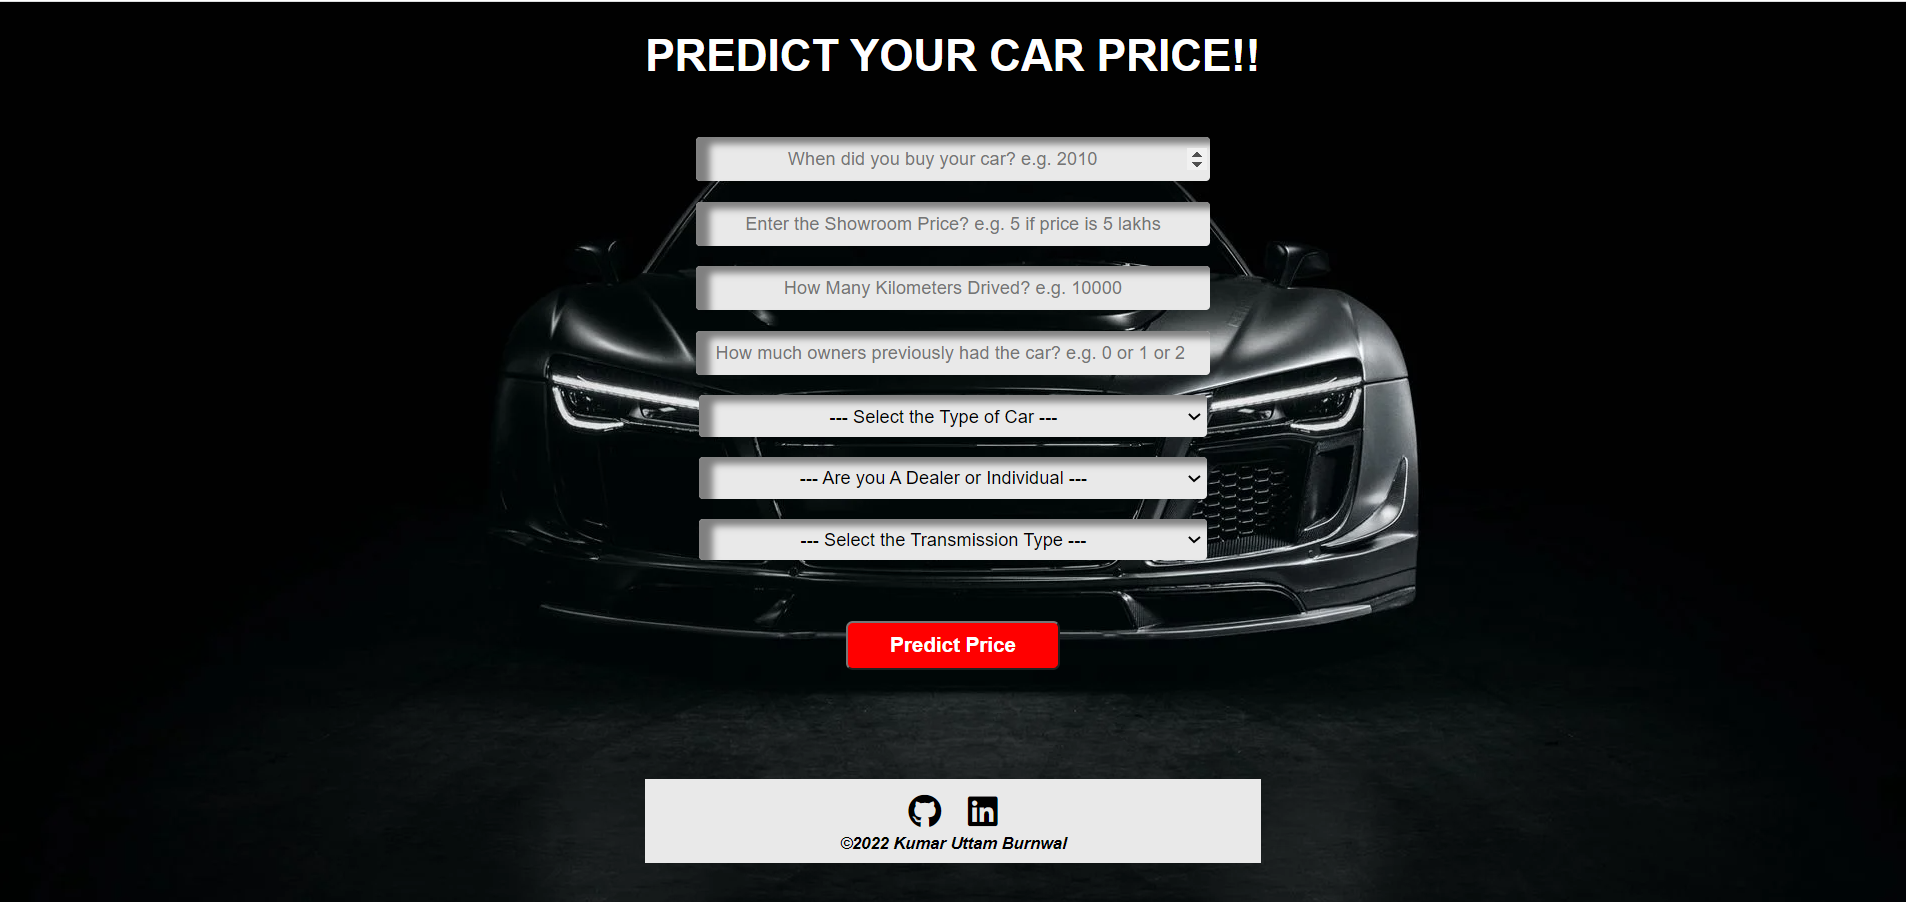 PREDICT YOUR CAR PRICE!!
When did you buy your car? e.g. 2010
Enter the Showroom Price? e.g. 5 if price is 5 lakhs
How Many Kilometers Drived? e.g. 10000
How much owners previously had the car? e.g. 0 or 1 or 2
--- Select the Type of Car ---
--- Are you A Dealer or Individual ---
--- Select the Transmission Type ---
Predict Price
in
©2022 Kumar Uttam Burnwal